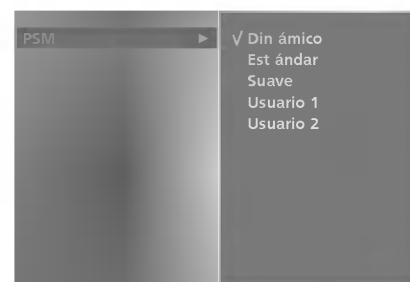 PSM ▶ √ Din ámico
Est ándar
Suave
Usuario 1
Usuario 2